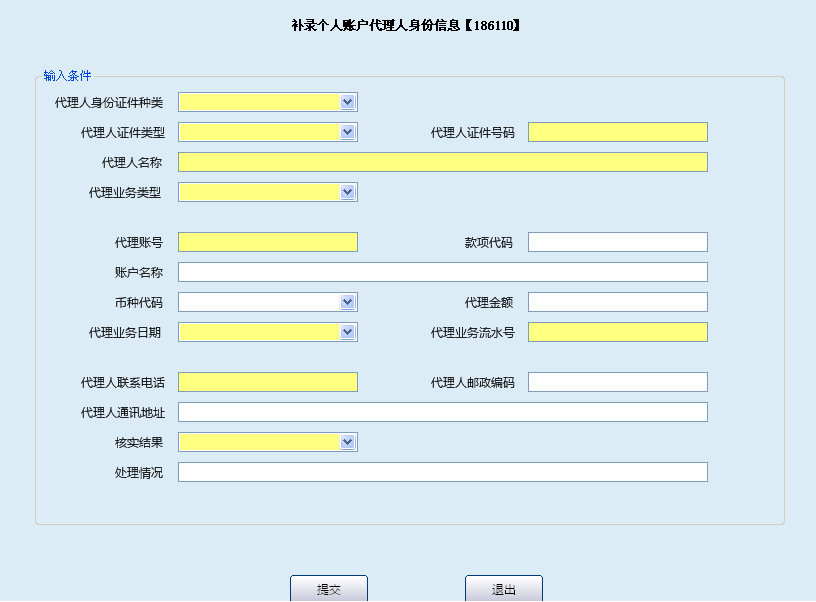 补录个人账户代理人身份信息【186110】
输入条件
代理人身份证件种类
代理人证件类型 代理人证件号码
代理人名称
代理业务类型
代理账号 款项代码
账户名称
币种代码 代理金额
代理业务日期 代理业务流水号
代理人联系电话 代理人邮政编码
代理人通讯地址
核实结果
处理情况
提交 退出